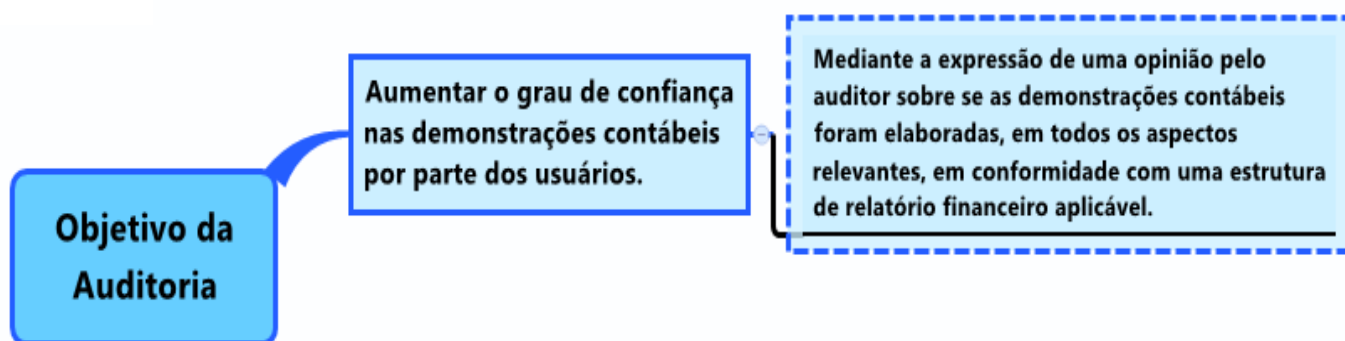 Objetivo da
Auditoria
Aumentar o grau de confiança
nas demonstrações contábeis
por parte dos usuários.
Mediante a expressão de uma opinião pelo
auditor sobre se as demonstrações contábeis
foram elaboradas, em todos os aspectos
relevantes, em conformidade com uma estrutura
de relatório financeiro aplicável.